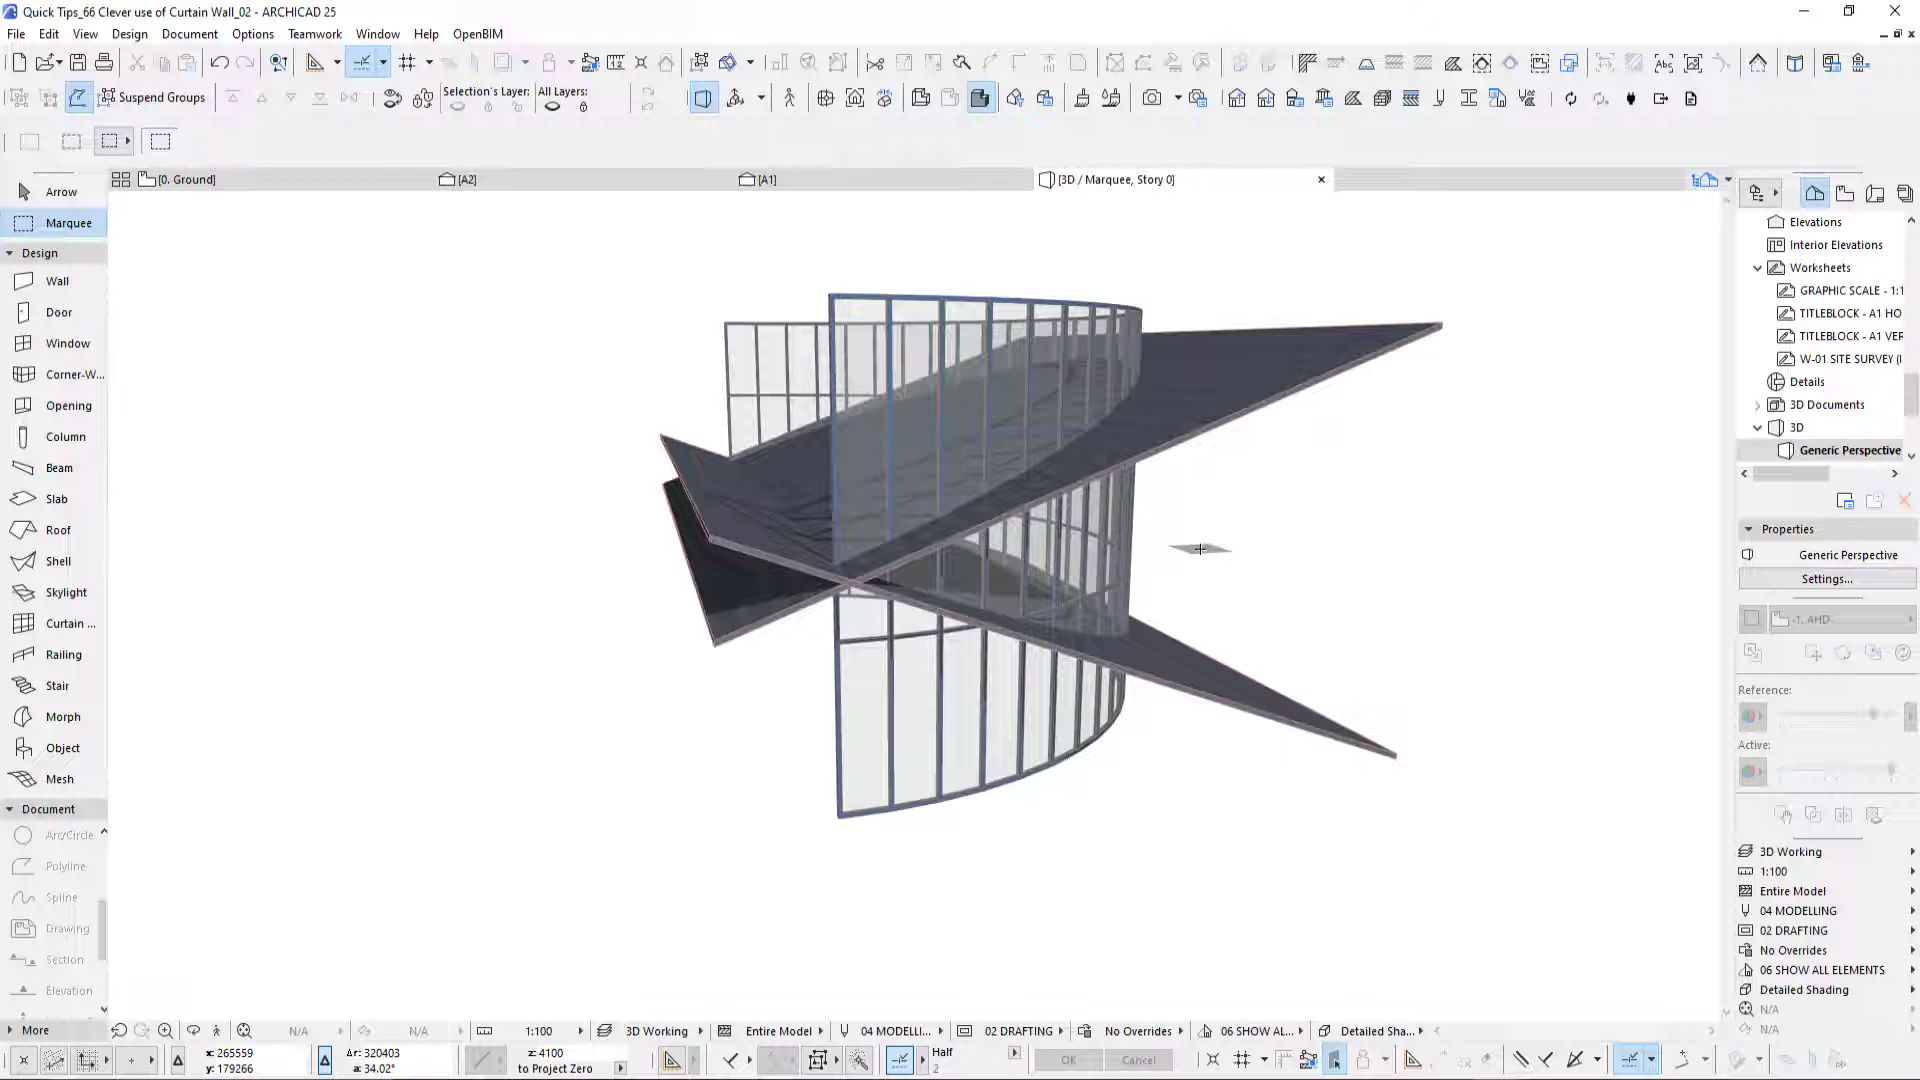 Quick Tips_66 Clever use of Curtain Wall_02 - ARCHICAD 25
File Edit View Design Document Options Teamwork Window Help OpenBIM
Suspend Groups
Selection's Layer: All Layers:
[0. Ground] [A2] [A1] [3D / Marquee, Story 0]
Arrow
Marquee
Design
Wall
Door
Window
Corner-W...
Opening
Column
Beam
Slab
Roof
Shell
Skylight
Curtain ...
Railing
Stair
Morph
Object
Mesh
Document
Arc/Circle
Polyline
Spline
Drawing
Section
Elevation
More
Elevations
Interior Elevations
Worksheets
GRAPHIC SCALE - 1:1
TITLEBLOCK - A1 HO
TITLEBLOCK - A1 VER
W-01 SITE SURVEY (I
Details
3D Documents
3D
Generic Perspective
Properties
Generic Perspective
Settings...
-1. AHD-
Reference:
Active:
3D Working
1:100
Entire Model
04 MODELLING
02 DRAFTING
No Overrides
06 SHOW ALL ELEMENTS
Detailed Shading
N/A
N/A
N/A N/A 1:100 3D Working Entire Model 04 MODELLI... 02 DRAFTING No Overrides 06 SHOW AL... Detailed Sha...
x: 265559
y: 179266
Δr: 320403
a: 34.02°
z: 4100
to Project Zero
Half
2
OK Cancel